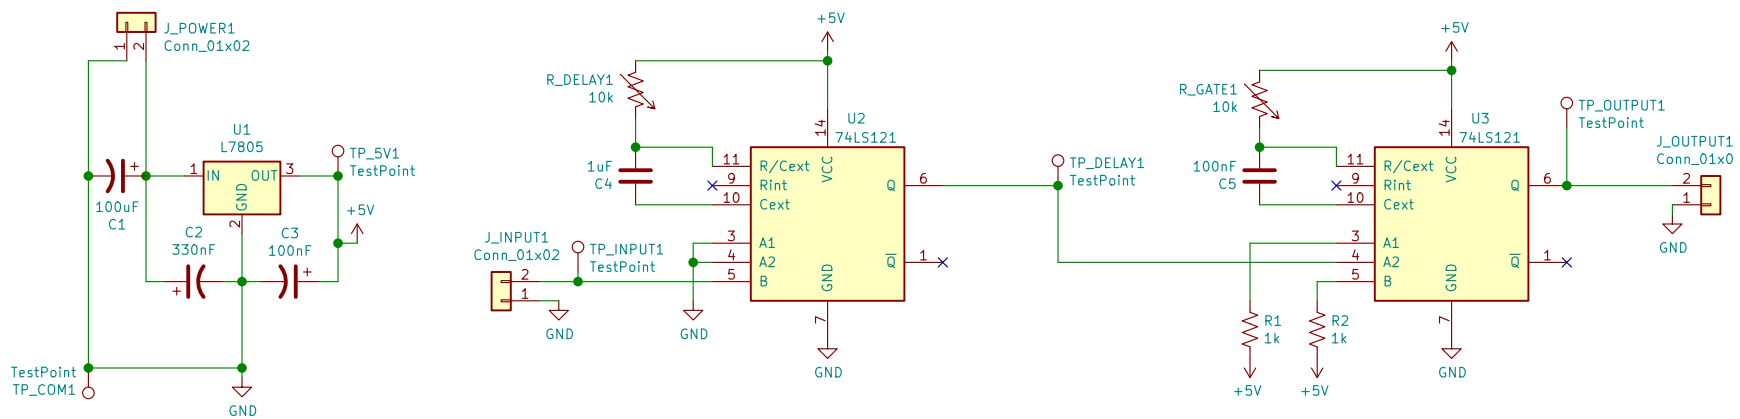 J_POWER1
Conn_01x02
1
2
U1
L7805
1
IN
OUT
3
GND
2
TP_5V1
TestPoint
+5V
100uF
C1
C2
330nF
C3
100nF
TestPoint
TP_COM1
GND
J_INPUT1
Conn_01x02
2
1
GND
TP_INPUT1
TestPoint
R_DELAY1
10k
1uF
C4
+5V
U2
74LS121
14
VCC
11
R/Cext
9
Rint
10
Cext
3
A1
4
A2
5
B
Q
6
Q
1
GND
7
GND
GND
TP_DELAY1
TestPoint
R_GATE1
10k
100nF
C5
+5V
U3
74LS121
14
VCC
11
R/Cext
9
Rint
10
Cext
3
A1
4
A2
5
B
Q
6
Q
1
GND
7
GND
R1
1k
+5V
R2
1k
+5V
TP_OUTPUT1
TestPoint
J_OUTPUT1
Conn_01x0
2
1
GND